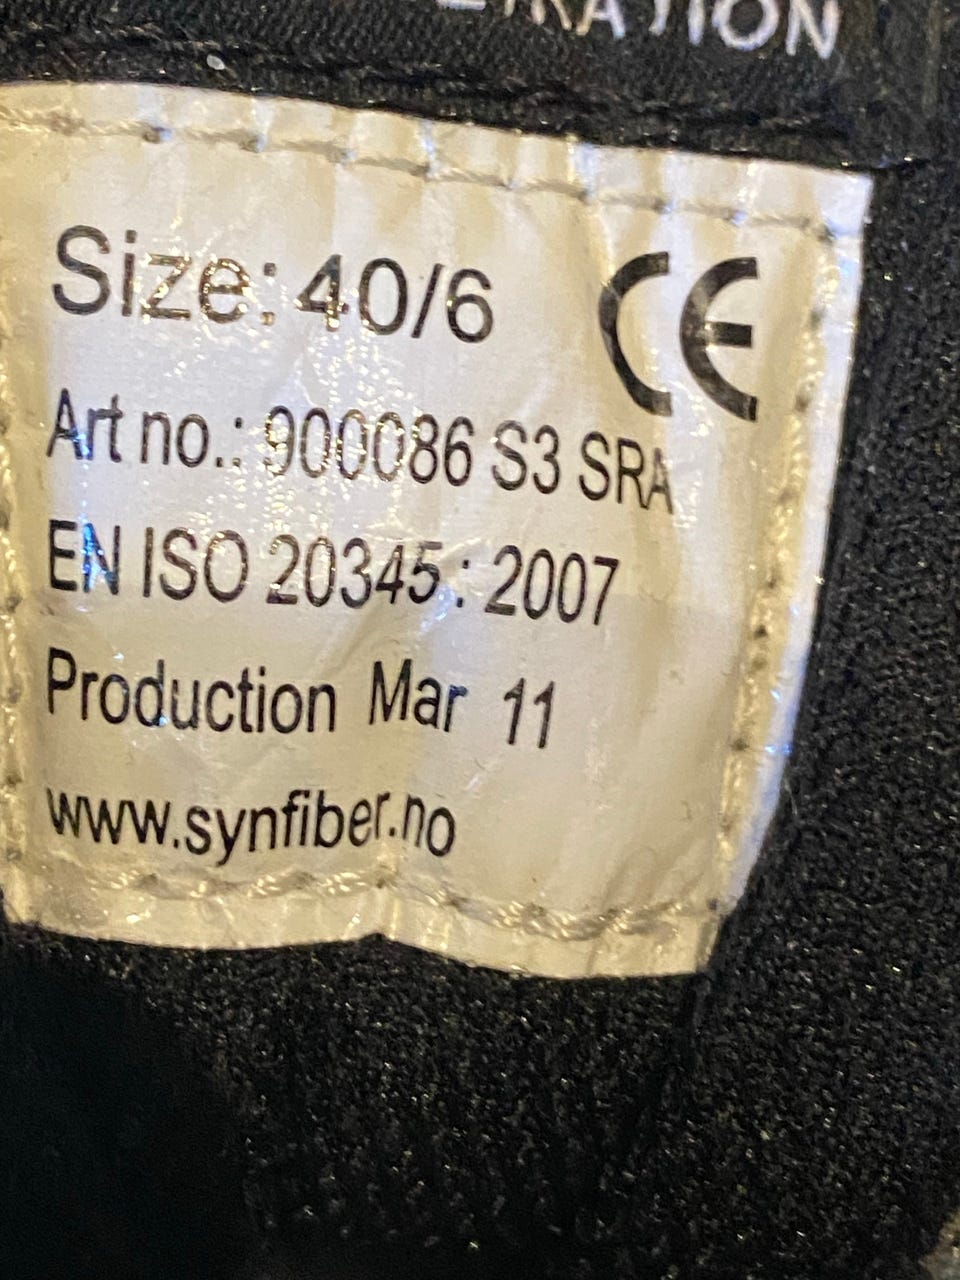 Size: 40/6 CE
Art no.: 900086 S3 SRA
EN ISO 20345 : 2007
Production Mar 11
www.synfiber.no